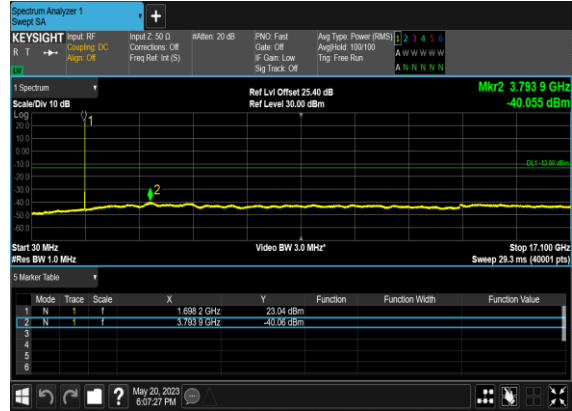 Spectrum Analyzer 1
Swept SA
+
KEYSIGHT Input: RF Input Z: 50 Ω #Atten: 20 dB PNO: Fast Avg Type: Power (RMS) 1 2 3 4 5 6
R T Coupling: DC Corrections: Off Gate: Off Avg|Hold: 100/100 A W W W W W
Align: Off Freq Ref: Int (S) IF Gain: Low Trig: Free Run
LW Sig Track: Off A N N N N N
1 Spectrum Ref Lvl Offset 25.40 dB Mkr2 3.793 9 GHz
Scale/Div 10 dB Ref Level 30.00 dBm -40.055 dBm
Log
20.0
10.0
0.00
-10.0
-20.0
-30.0
-40.0
-50.0
-60.0
1
2
DL1 -13.00 dBm
Start 30 MHz Video BW 3.0 MHz* Stop 17.100 GHz
#Res BW 1.0 MHz Sweep 29.3 ms (40001 pts)
5 Marker Table
Mode Trace Scale X Y Function Function Width Function Value
1 N 1 f 1.698 2 GHz 23.04 dBm
2 N 1 f 3.793 9 GHz -40.06 dBm
3
4
5
6
? May 20, 2023
6:07:27 PM